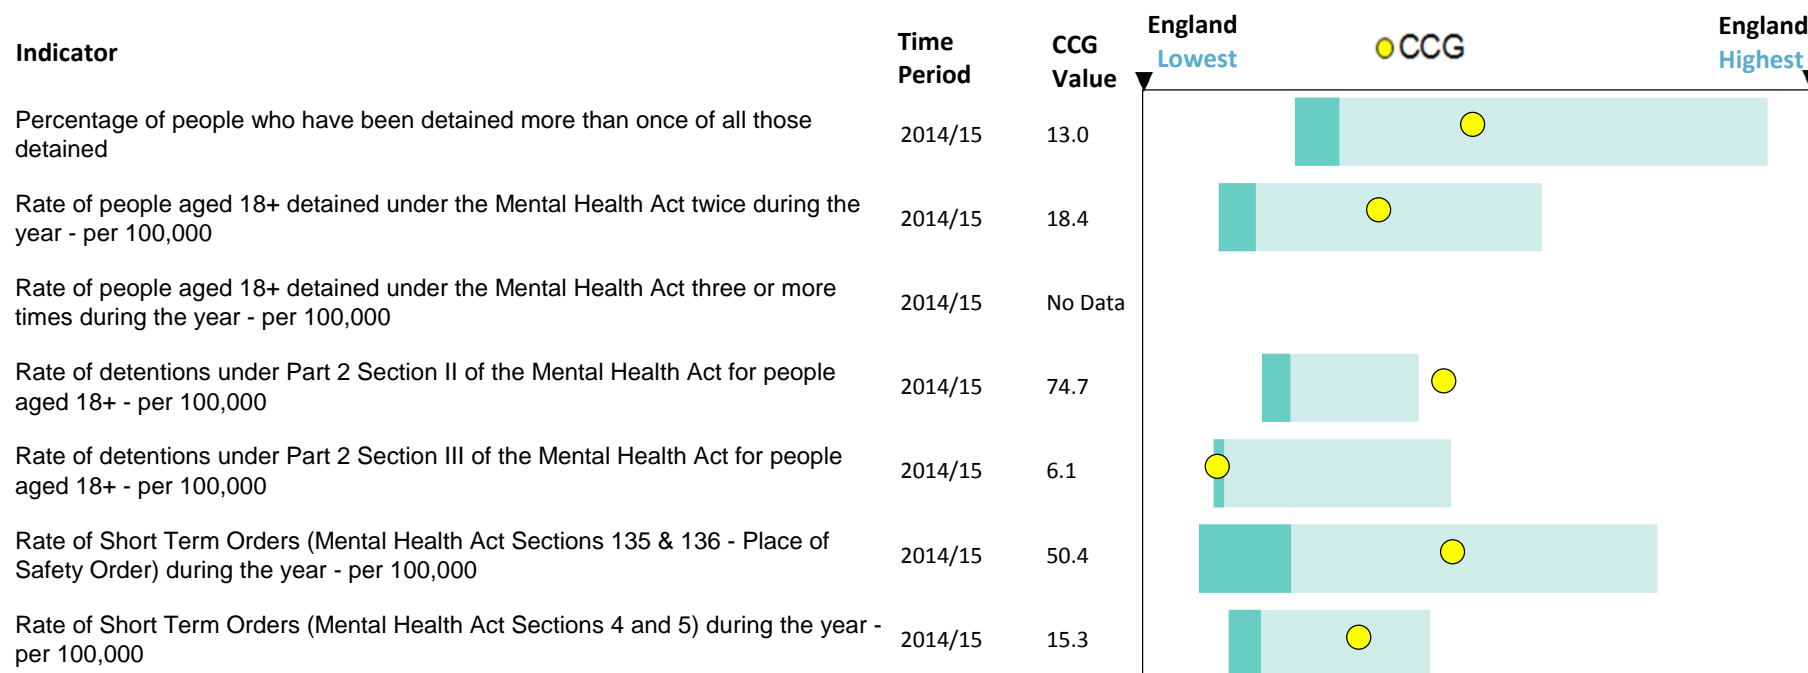 Indicator
Time Period
CCG Value
England Lowest
CCG
England Highest
Percentage of people who have been detained more than once of all those
detained
2014/15
13.0
Rate of people aged 18+ detained under the Mental Health Act twice during the
year - per 100,000
2014/15
18.4
Rate of people aged 18+ detained under the Mental Health Act three or more
times during the year - per 100,000
2014/15
No Data
Rate of detentions under Part 2 Section II of the Mental Health Act for people
aged 18+ - per 100,000
2014/15
74.7
Rate of detentions under Part 2 Section III of the Mental Health Act for people
aged 18+ - per 100,000
2014/15
6.1
Rate of Short Term Orders (Mental Health Act Sections 135 & 136 - Place of
Safety Order) during the year - per 100,000
2014/15
50.4
Rate of Short Term Orders (Mental Health Act Sections 4 and 5) during the year -
per 100,000
2014/15
15.3